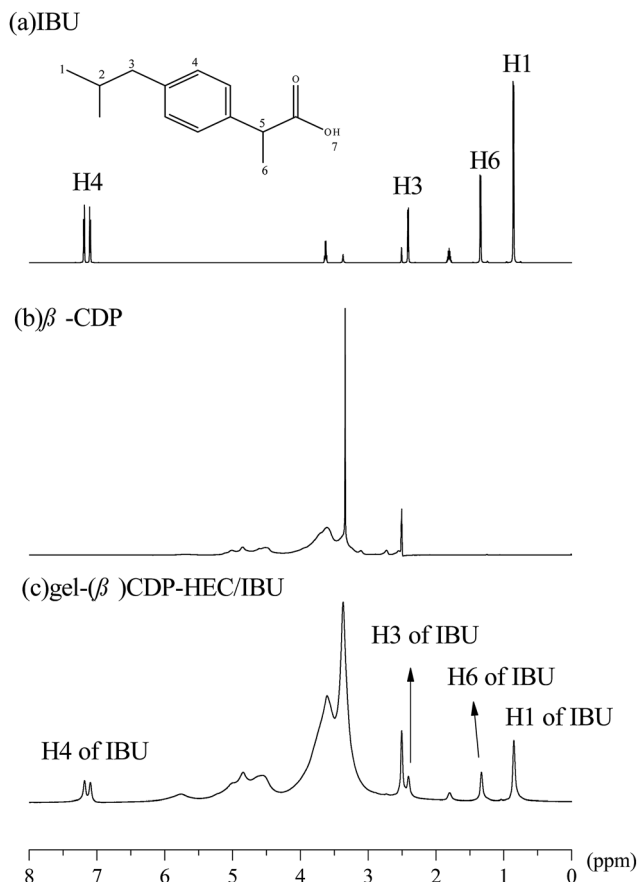 (a)IBU
1
2
3
4
5
6
O
OH
7
H4
H3
H6
H1
(b)β -CDP
(c)gel-(β )CDP-HEC/IBU
H4 of IBU
H3 of IBU
H6 of IBU
H1 of IBU
8 7 6 5 4 3 2 1 0 (ppm)